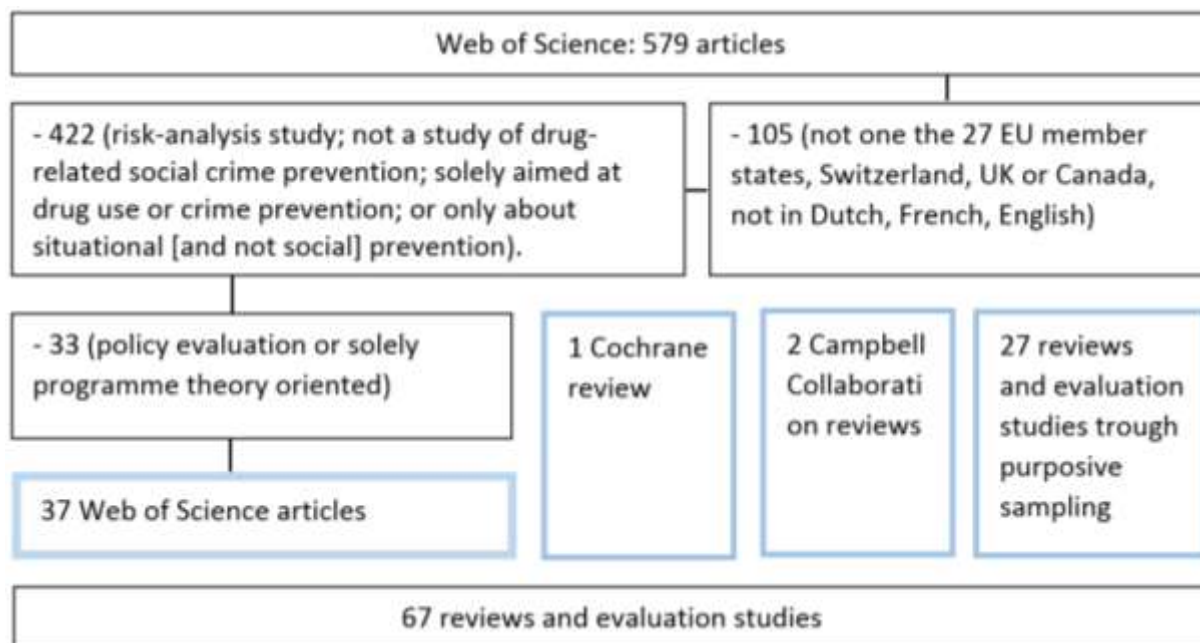 Web of Science: 579 articles
- 422 (risk-analysis study; not a study of drug-
related social crime prevention; solely aimed at
drug use or crime prevention; or only about
situational [and not social] prevention).
- 105 (not one the 27 EU member
states, Switzerland, UK or Canada,
not in Dutch, French, English)
- 33 (policy evaluation or solely
programme theory oriented)
1 Cochrane
review
2 Campbell
Collaborati
on reviews
27 reviews
and evaluation
studies trough
purposive
sampling
37 Web of Science articles
67 reviews and evaluation studies